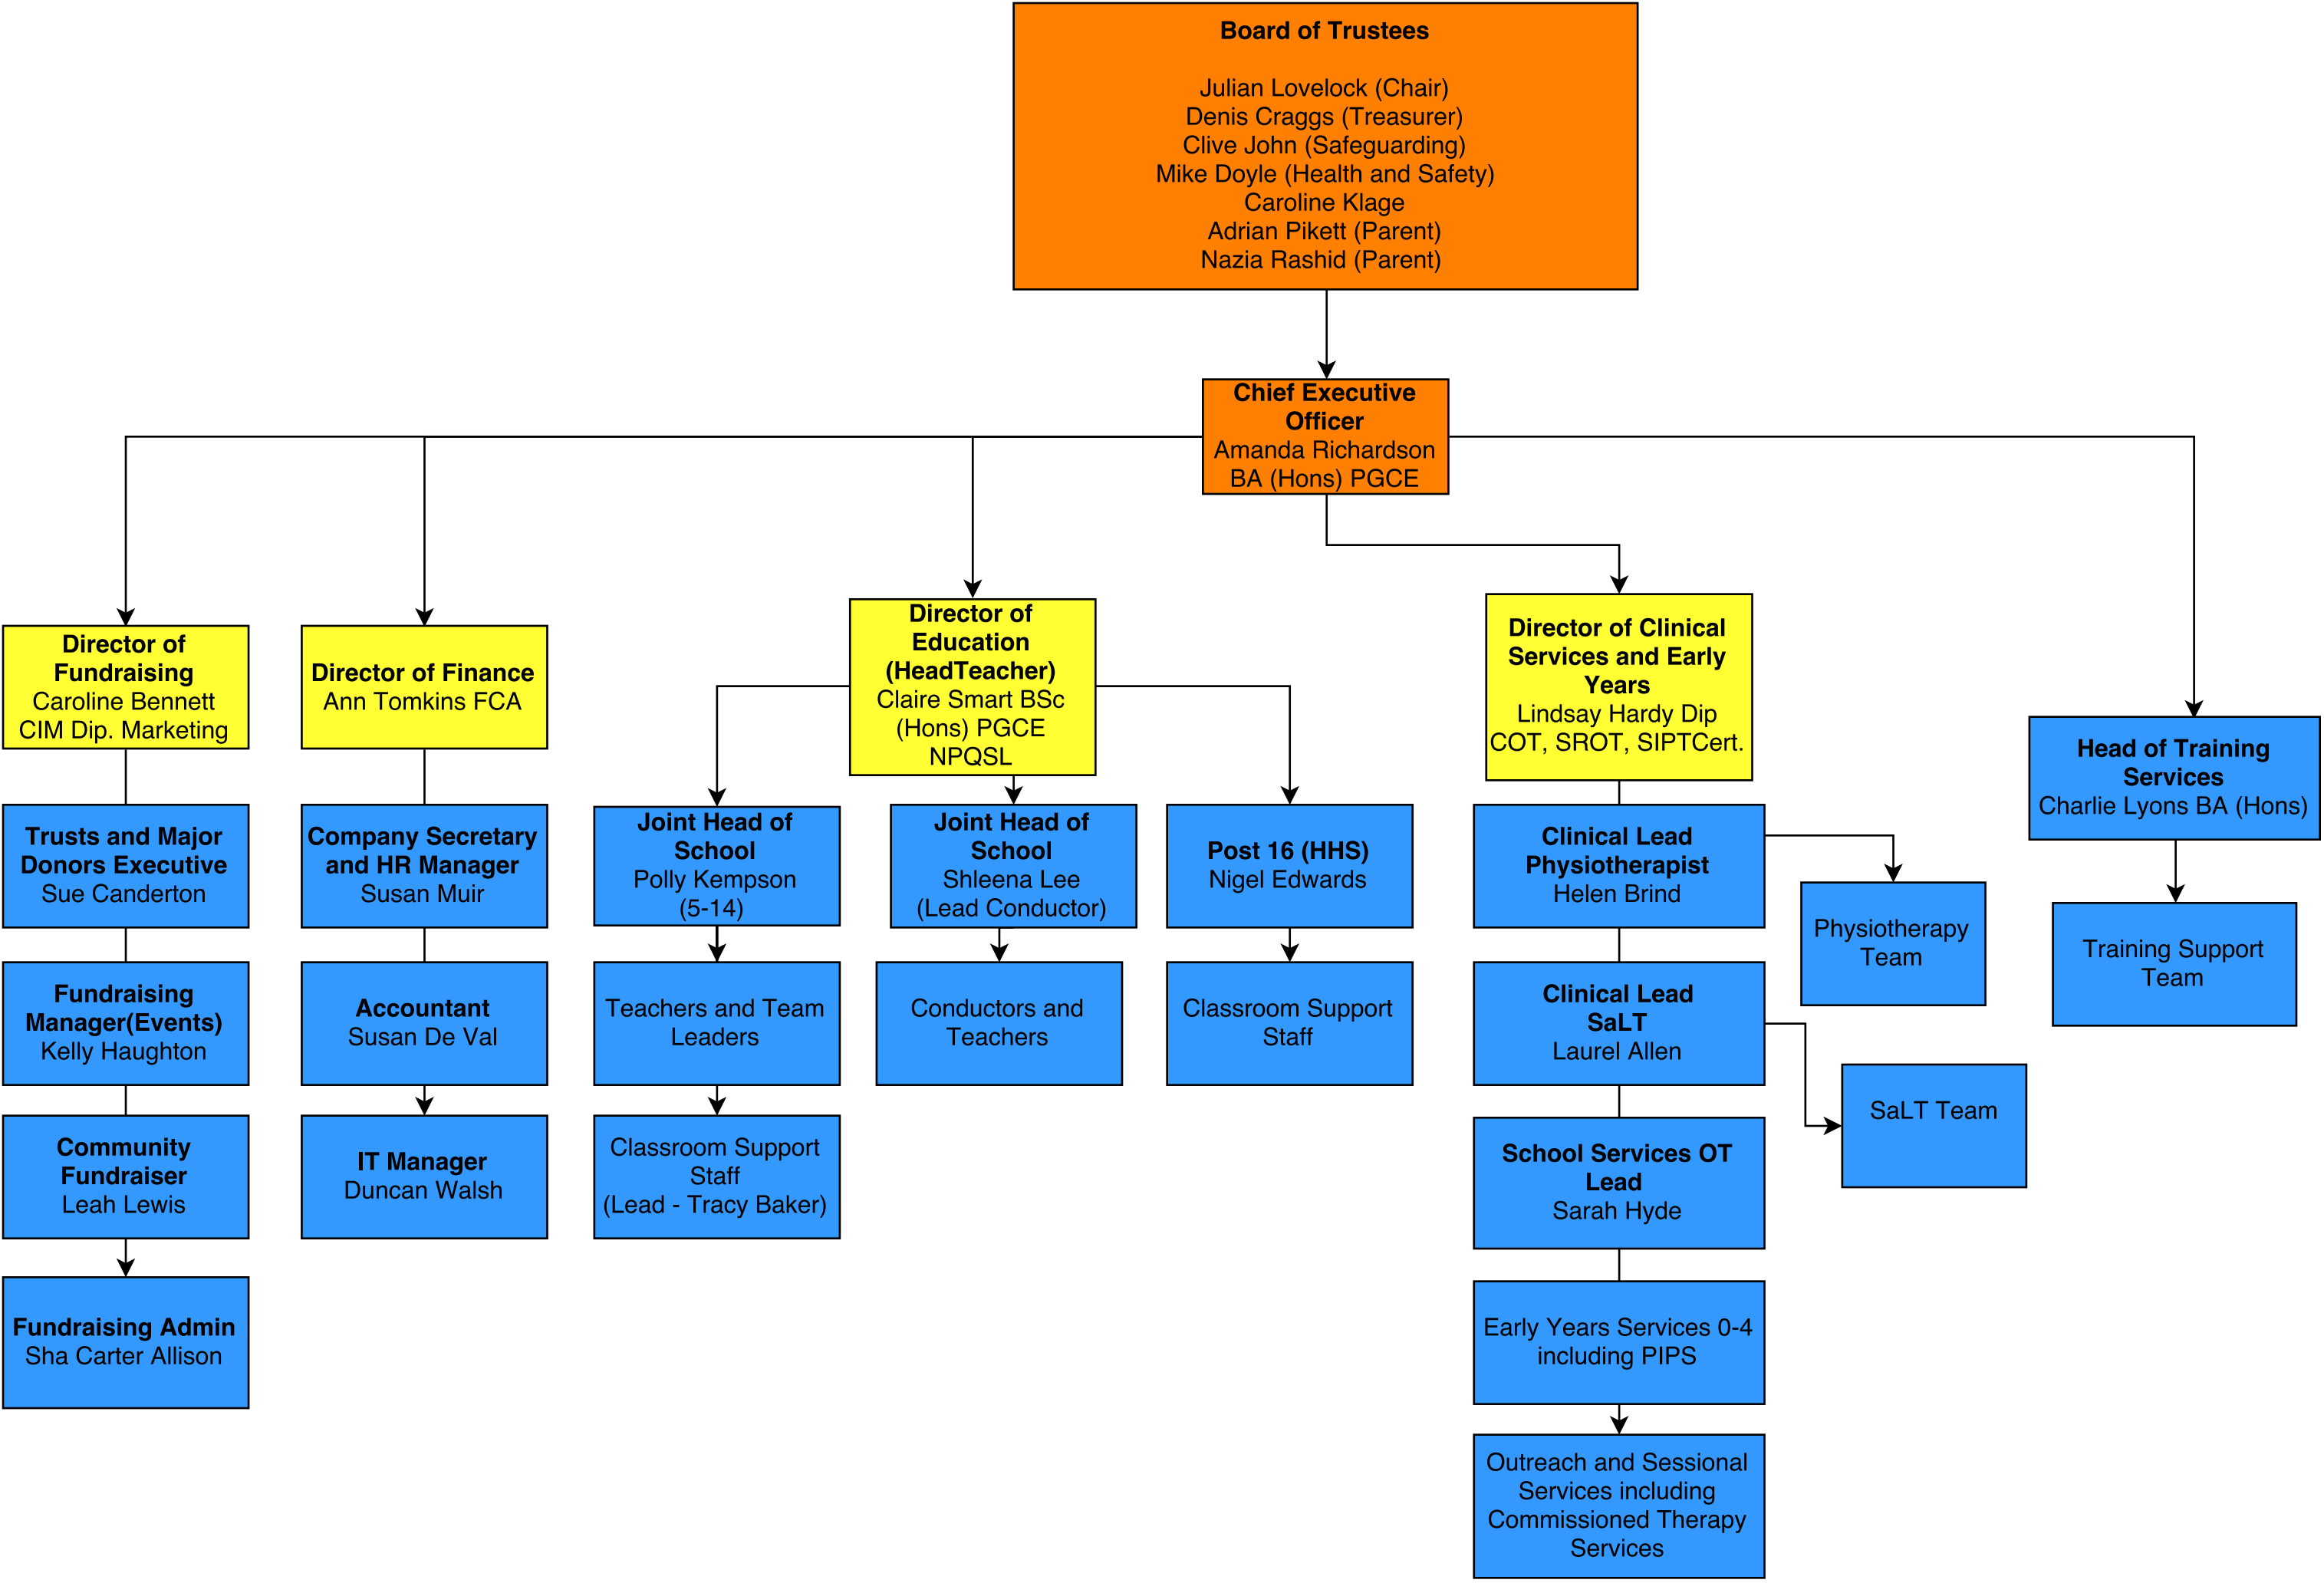 Board of Trustees
Julian Lovelock (Chair)
Denis Craggs (Treasurer)
Clive John (Safeguarding)
Mike Doyle (Health and Safety)
Caroline Klage
Adrian Pikett (Parent)
Nazia Rashid (Parent)
Chief Executive
Officer
Amanda Richardson
BA (Hons) PGCE
Director of
Fundraising
Caroline Bennett
CIM Dip. Marketing
Director of Finance
Ann Tomkins FCA
Director of
Education
(HeadTeacher)
Claire Smart BSc
(Hons) PGCE
NPQSL
Director of Clinical
Services and Early
Years
Lindsay Hardy Dip
COT, SROT, SIPTCert.
Head of Training
Services
Charlie Lyons BA (Hons)
Trusts and Major
Donors Executive
Sue Canderton
Company Secretary
and HR Manager
Susan Muir
Joint Head of
School
Polly Kempson
(5-14)
Joint Head of
School
Shleena Lee
(Lead Conductor)
Post 16 (HHS)
Nigel Edwards
Clinical Lead
Physiotherapist
Helen Brind
Physiotherapy
Team
Training Support
Team
Fundraising
Manager(Events)
Kelly Haughton
Accountant
Susan De Val
Teachers and Team
Leaders
Conductors and
Teachers
Classroom Support
Staff
Clinical Lead
SaLT
Laurel Allen
SaLT Team
Community
Fundraiser
Leah Lewis
IT Manager
Duncan Walsh
Classroom Support
Staff
(Lead - Tracy Baker)
School Services OT
Lead
Sarah Hyde
Fundraising Admin
Sha Carter Allison
Early Years Services 0-4
including PIPS
Outreach and Sessional
Services including
Commissioned Therapy
Services